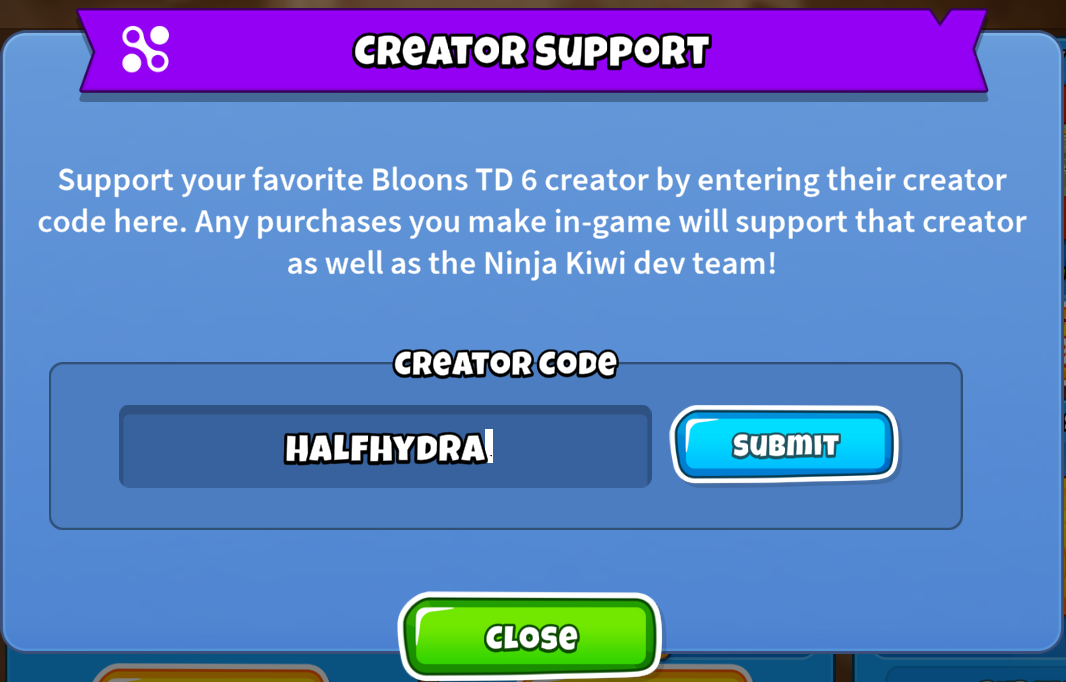 CREATOR SUPPORT
Support your favorite Bloons TD 6 creator by entering their creator
code here. Any purchases you make in-game will support that creator
as well as the Ninja Kiwi dev team!
CREATOR CODE
HALFHYDRA
SUBMIT
CLOSE